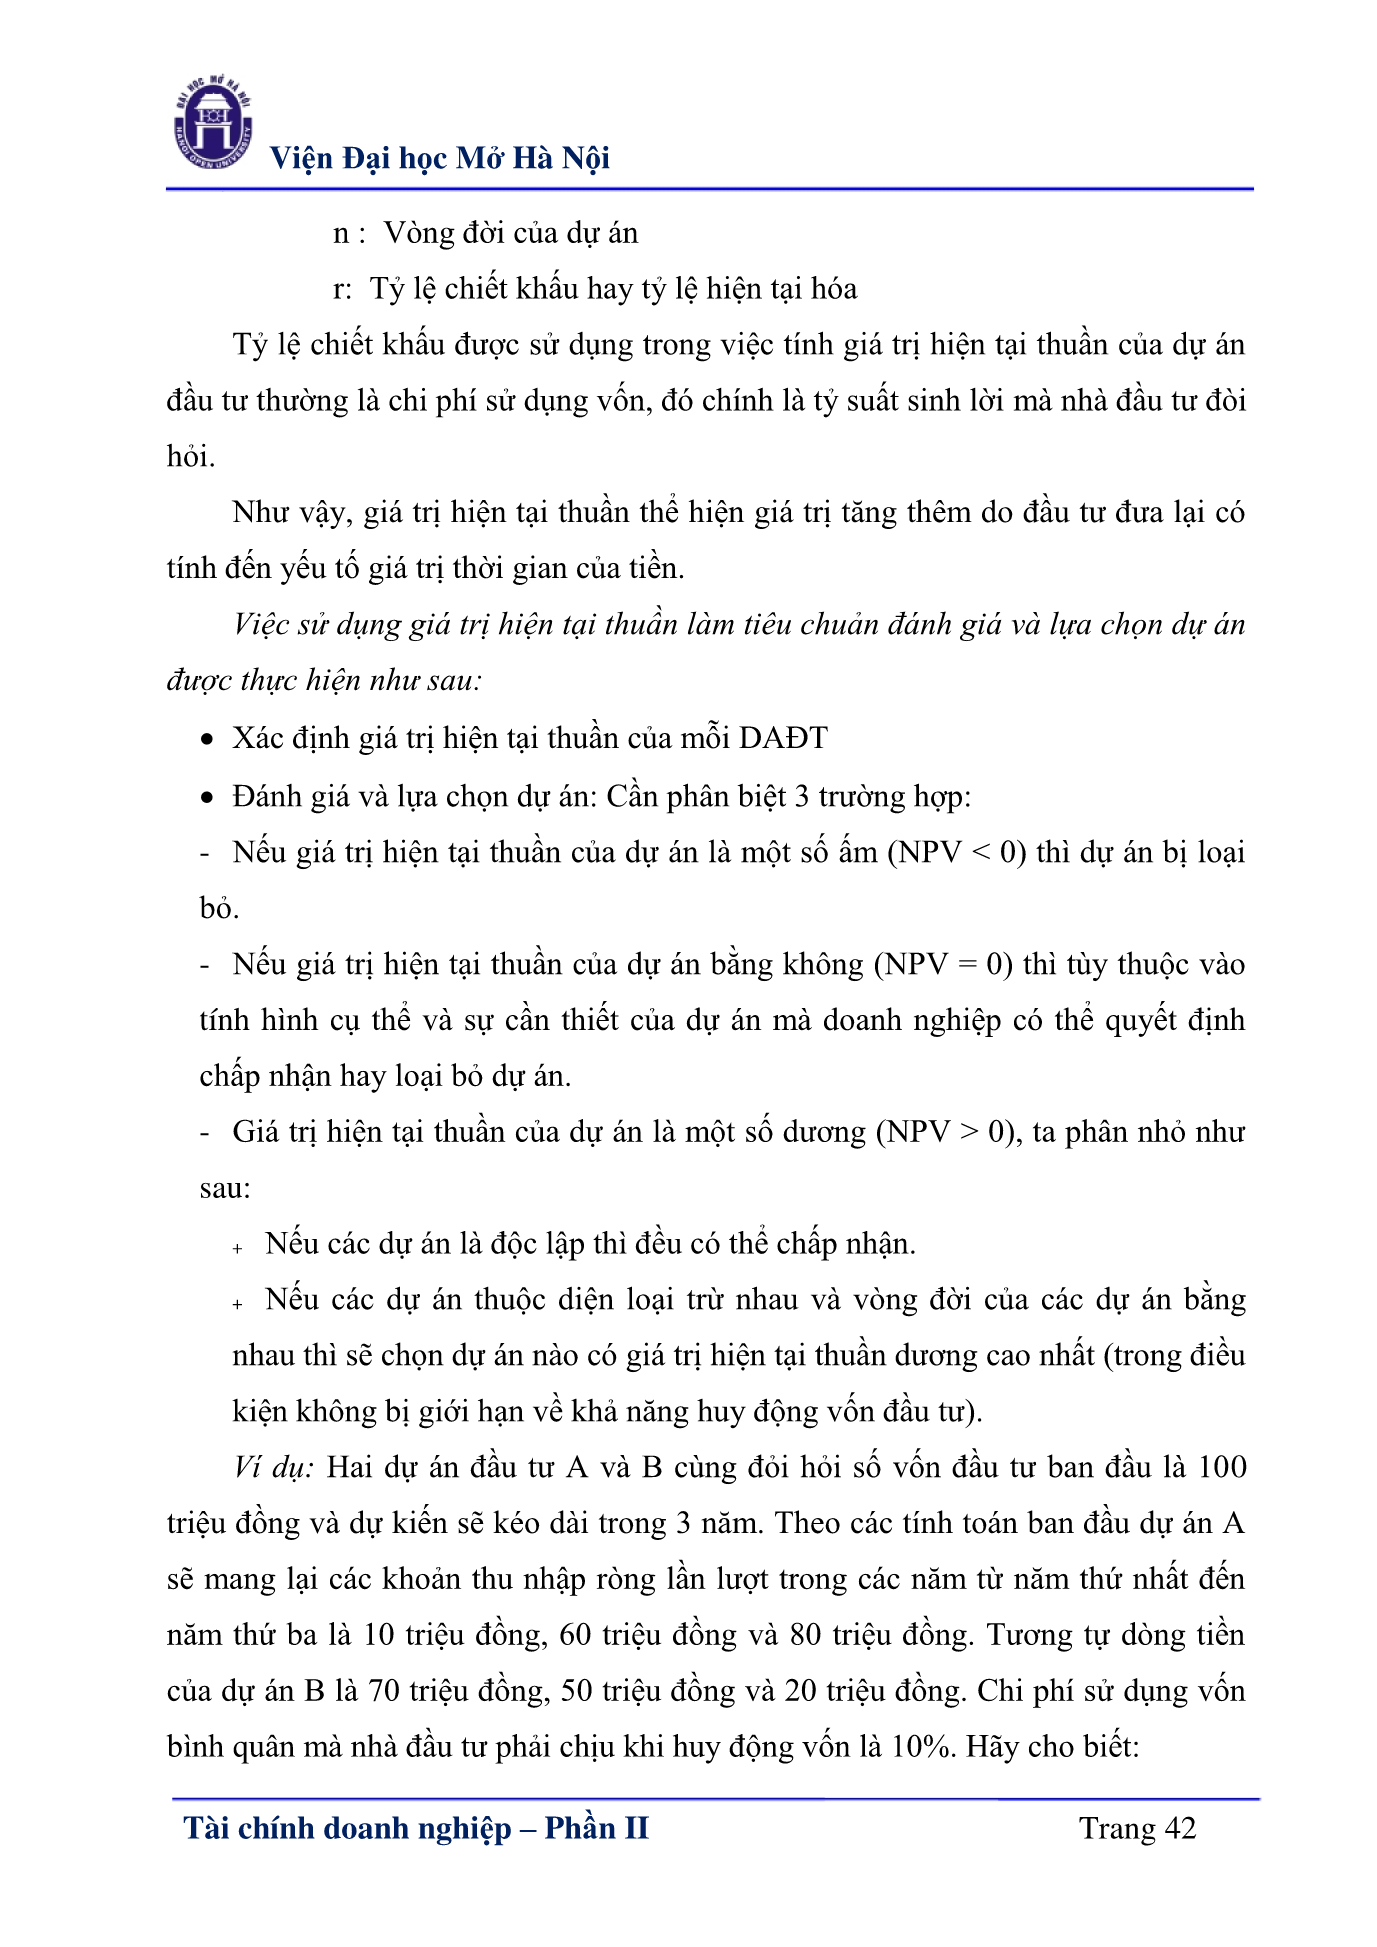 ĐẠI HỌC MỞ HÀ NỘI
HANOI OPEN UNIVERSITY
Viện Đại học Mở Hà Nội
n : Vòng đời của dự án
r: Tỷ lệ chiết khấu hay tỷ lệ hiện tại hóa
Tỷ lệ chiết khấu được sử dụng trong việc tính giá trị hiện tại thuần của dự án
đầu tư thường là chi phí sử dụng vốn, đó chính là tỷ suất sinh lời mà nhà đầu tư đòi
hỏi.
Như vậy, giá trị hiện tại thuần thể hiện giá trị tăng thêm do đầu tư đưa lại có
tính đến yếu tố giá trị thời gian của tiền.
Việc sử dụng giá trị hiện tại thuần làm tiêu chuẩn đánh giá và lựa chọn dự án
được thực hiện như sau:
• Xác định giá trị hiện tại thuần của mỗi DAĐT
• Đánh giá và lựa chọn dự án: Cần phân biệt 3 trường hợp:
- Nếu giá trị hiện tại thuần của dự án là một số ấm (NPV < 0) thì dự án bị loại
bỏ.
- Nếu giá trị hiện tại thuần của dự án bằng không (NPV = 0) thì tùy thuộc vào
tính hình cụ thể và sự cần thiết của dự án mà doanh nghiệp có thể quyết định
chấp nhận hay loại bỏ dự án.
- Giá trị hiện tại thuần của dự án là một số dương (NPV > 0), ta phân nhỏ như
sau:
+ Nếu các dự án là độc lập thì đều có thể chấp nhận.
+ Nếu các dự án thuộc diện loại trừ nhau và vòng đời của các dự án bằng
nhau thì sẽ chọn dự án nào có giá trị hiện tại thuần dương cao nhất (trong điều
kiện không bị giới hạn về khả năng huy động vốn đầu tư).
Ví dụ: Hai dự án đầu tư A và B cùng đỏi hỏi số vốn đầu tư ban đầu là 100
triệu đồng và dự kiến sẽ kéo dài trong 3 năm. Theo các tính toán ban đầu dự án A
sẽ mang lại các khoản thu nhập ròng lần lượt trong các năm từ năm thứ nhất đến
năm thứ ba là 10 triệu đồng, 60 triệu đồng và 80 triệu đồng. Tương tự dòng tiền
của dự án B là 70 triệu đồng, 50 triệu đồng và 20 triệu đồng. Chi phí sử dụng vốn
bình quân mà nhà đầu tư phải chịu khi huy động vốn là 10%. Hãy cho biết:
Tài chính doanh nghiệp – Phần II Trang 42